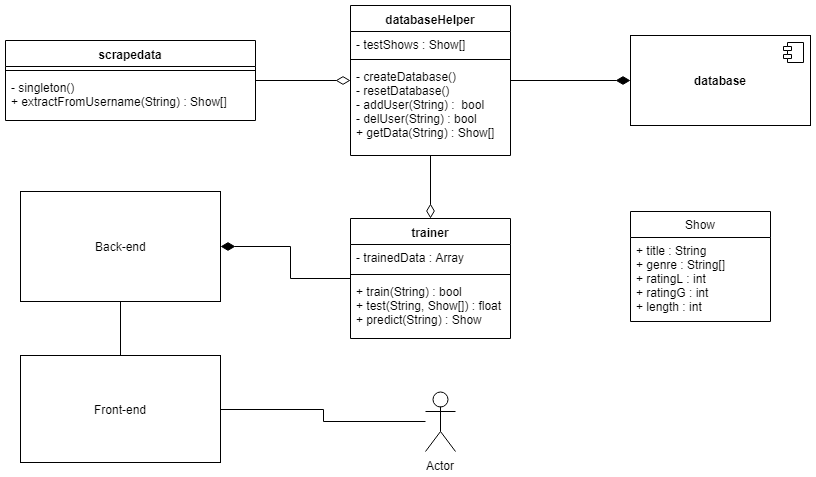 scrapedata
- singleton()
+ extractFromUsername(String) : Show[]
databaseHelper
- testShows : Show[]
- createDatabase()
- resetDatabase()
- addUser(String) : bool
- delUser(String) : bool
+ getData(String) : Show[]
database
Back-end
trainer
- trainedData : Array
+ train(String) : bool
+ test(String, Show[]) : float
+ predict(String) : Show
Show
+ title : String
+ genre : String[]
+ ratingL : int
+ ratingG : int
+ length : int
Front-end
Actor